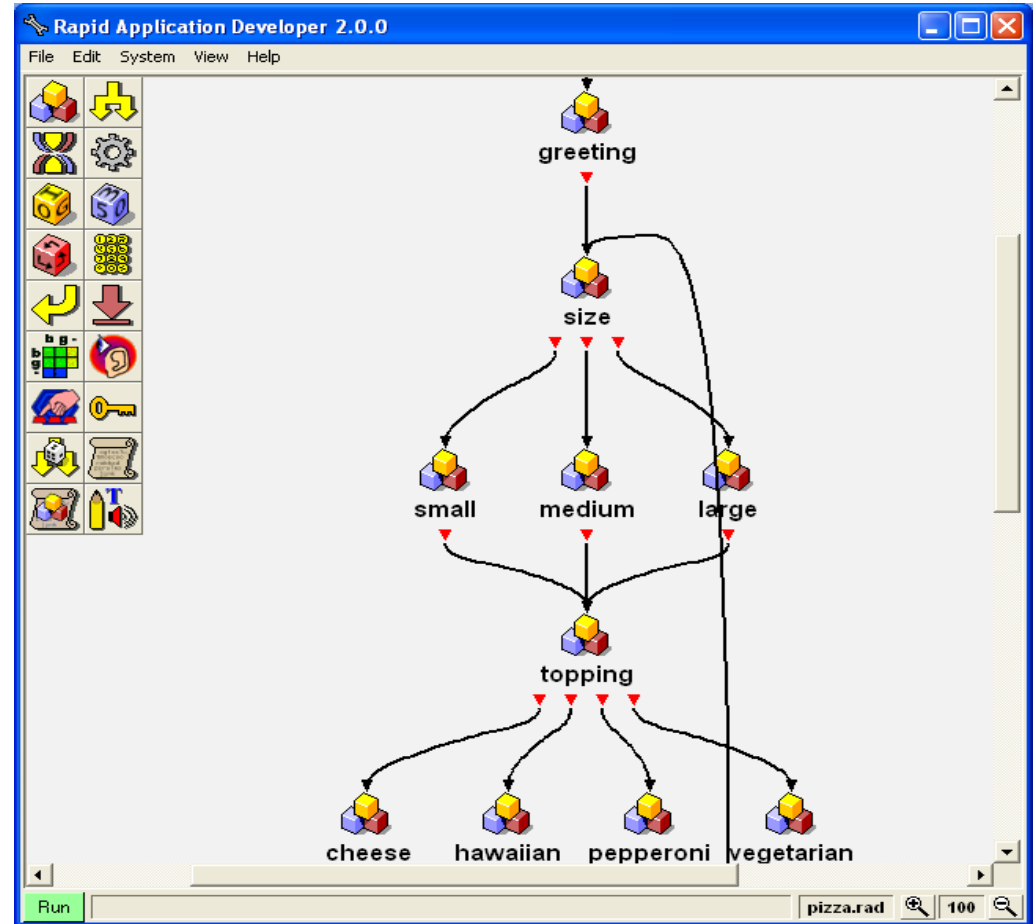 Rapid Application Developer 2.0.0
File Edit System View Help
greeting
size
small medium large
topping
cheese hawaiian pepperoni vegetarian
Run pizza.rad 100